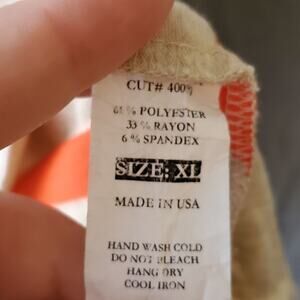 CUT# 4009
61% POLYESTER
33% RAYON
6% SPANDEX
SIZE: XL
MADE IN USA
HAND WASH COLD
DO NOT BLEACH
HANG DRY
COOL IRON